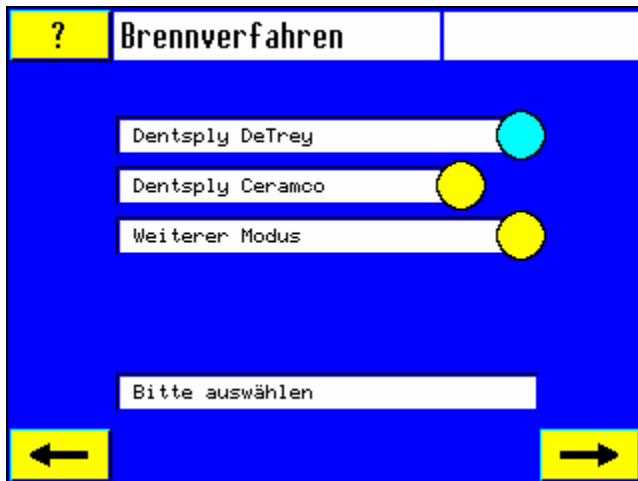 ? Brennverfahren
Dentsply DeTrey
Dentsply Ceramco
Weiterer Modus
Bitte auswählen